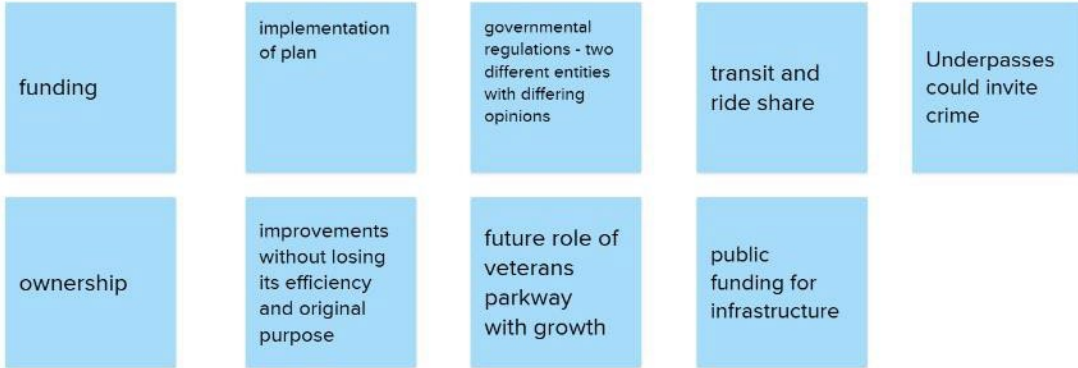 funding
implementation
of plan
governmental
regulations - two
different entities
with differing
opinions
transit and
ride share
Underpasses
could invite
crime
ownership
improvements
without losing
its efficiency
and original
purpose
future role of
veterans
parkway
with growth
public
funding for
infrastructure